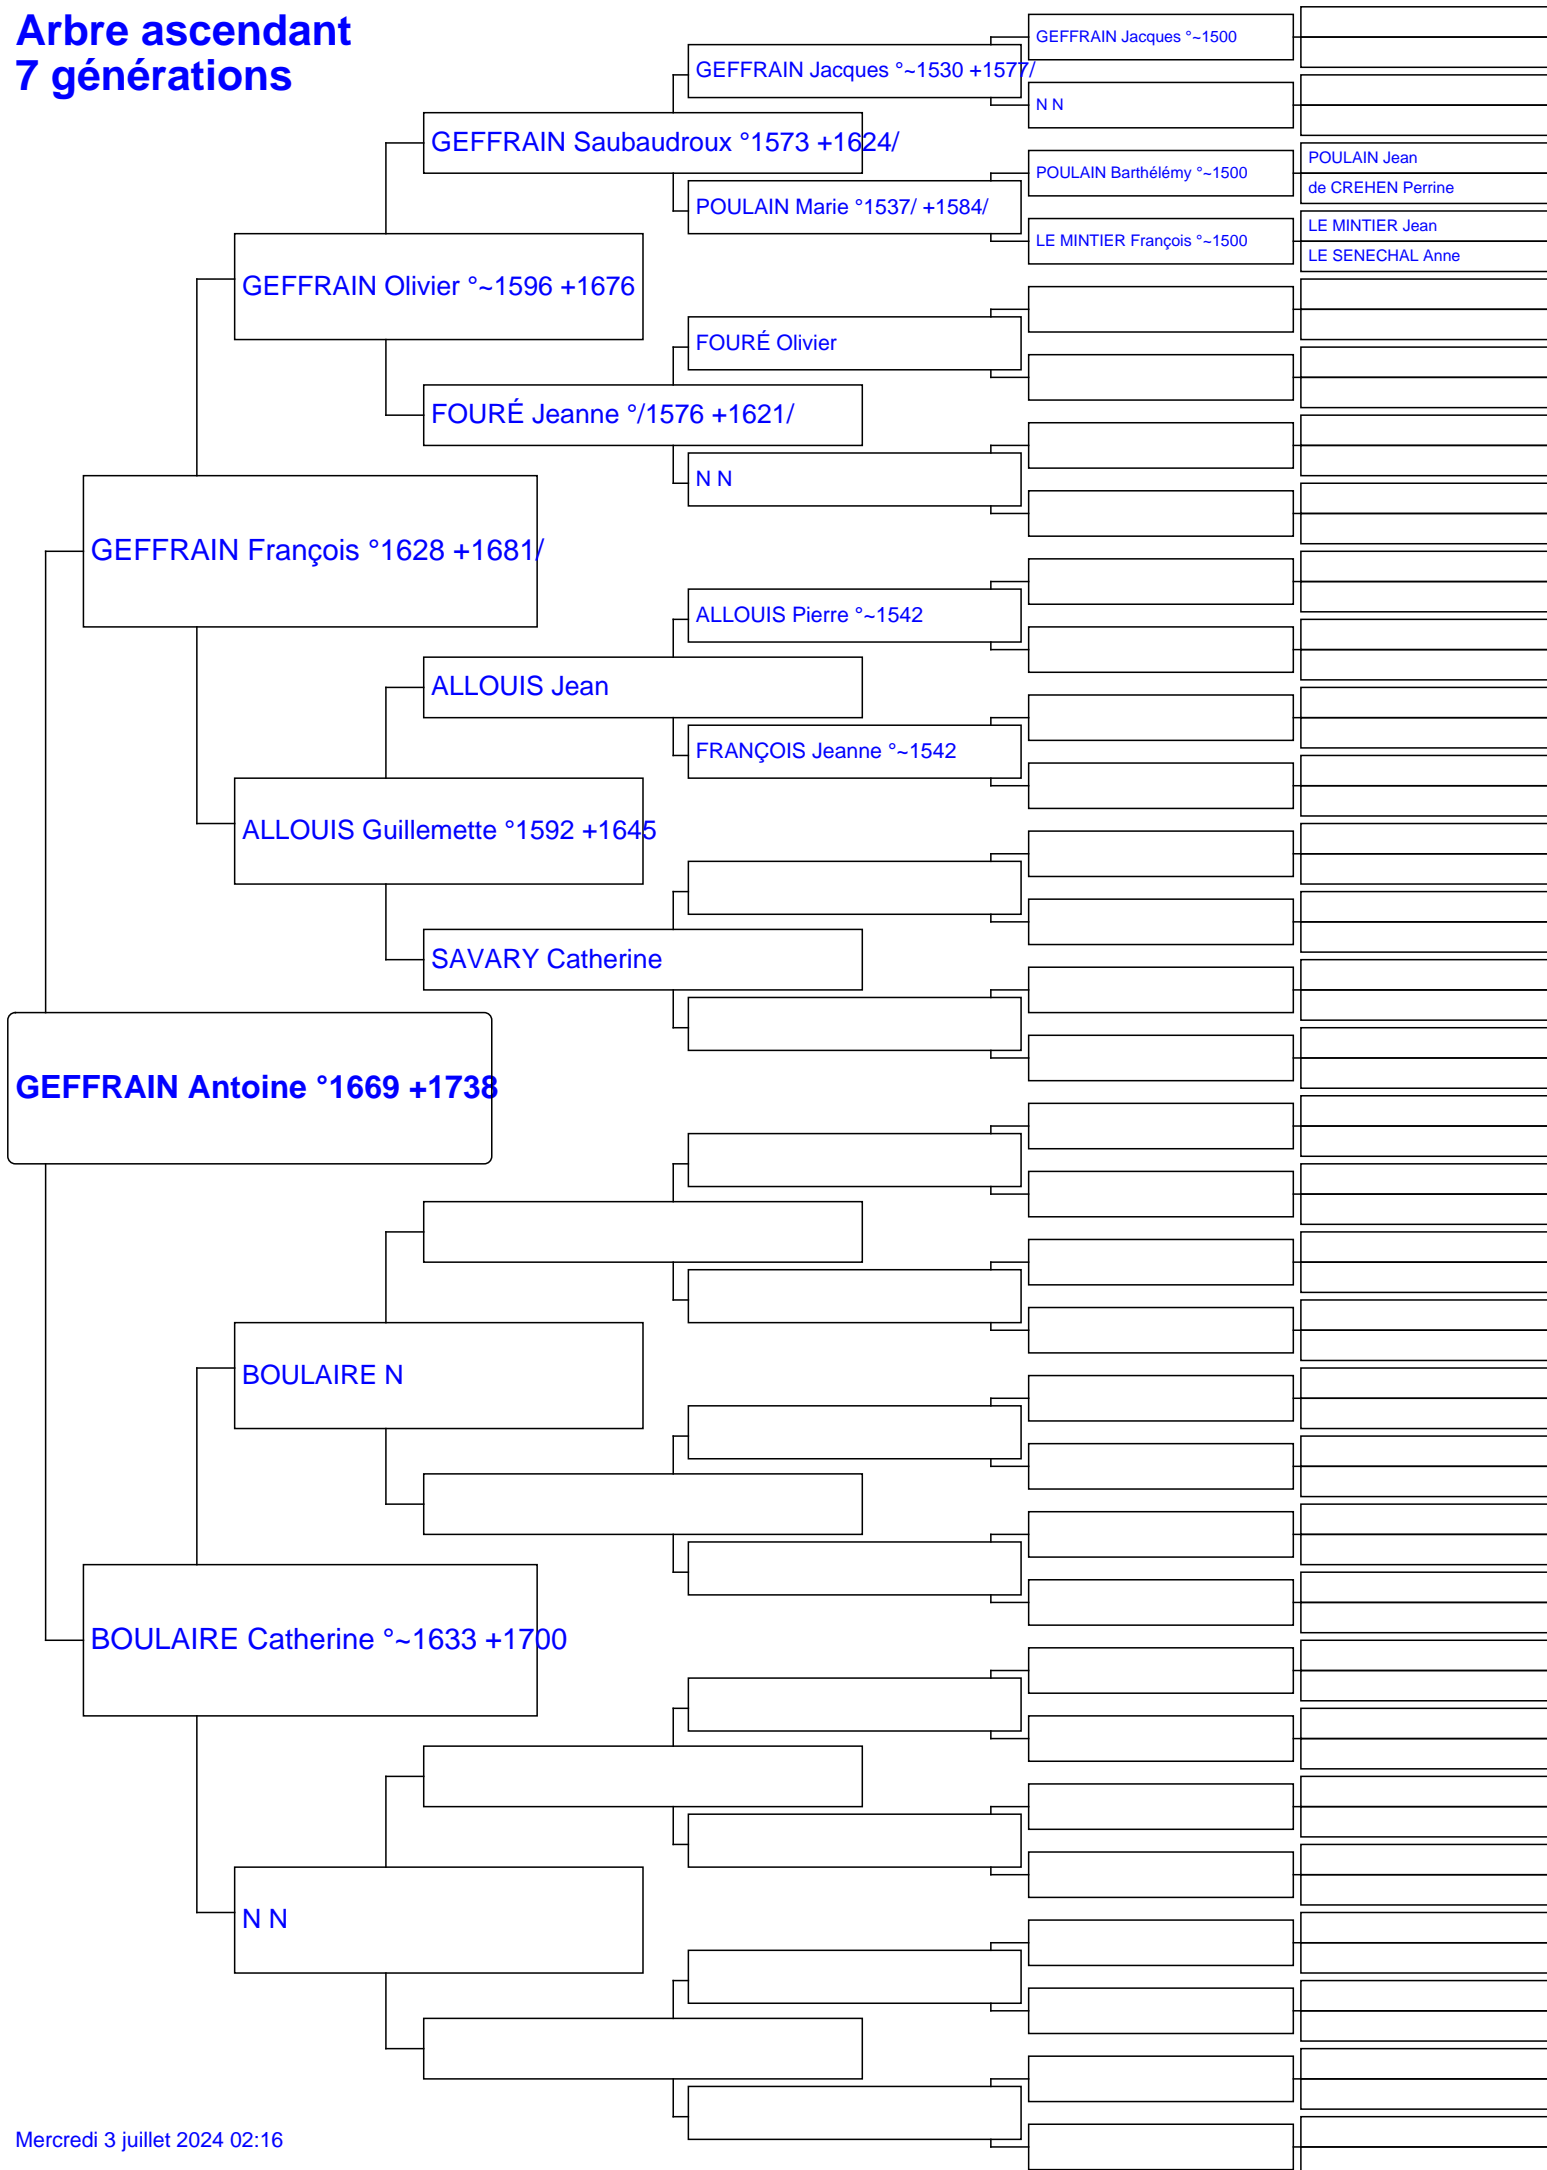 Arbre ascendant
7 générations
GEFFRAIN Jacques °~1500
GEFFRAIN Jacques °~1530 +1577/
N N
GEFFRAIN Saubaudroux °1573 +1624/
POULAIN Jean
POULAIN Barthélémy °~1500
de CREHEN Perrine
POULAIN Marie °1537/ +1584/
LE MINTIER Jean
LE MINTIER François °~1500
LE SENECHAL Anne
GEFFRAIN Olivier °~1596 +1676
FOURÉ Olivier
FOURÉ Jeanne °/1576 +1621/
N N
GEFFRAIN François °1628 +1681/
ALLOUIS Pierre °~1542
ALLOUIS Jean
FRANÇOIS Jeanne °~1542
ALLOUIS Guillemette °1592 +1645
SAVARY Catherine
GEFFRAIN Antoine °1669 +1738
BOULAIRE N
BOULAIRE Catherine °~1633 +1700
N N
Mercredi 3 juillet 2024 02:16